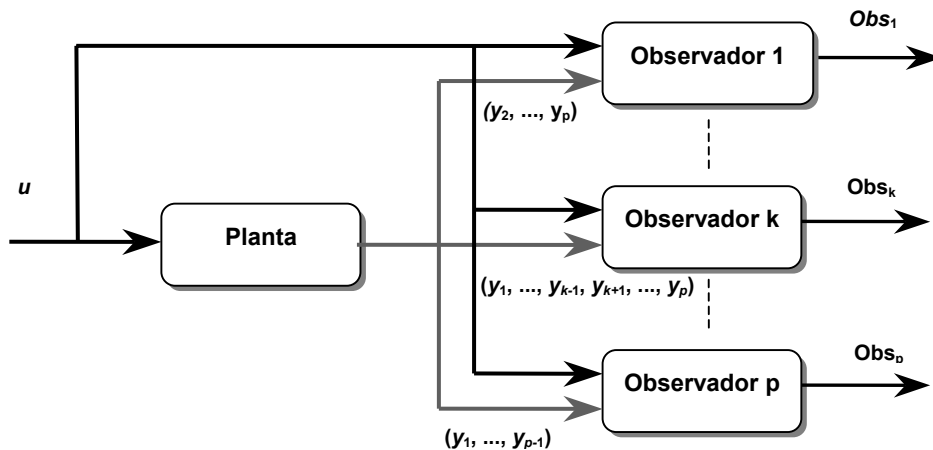 Obs₁
Observador 1
(y₂, ..., yₚ)
u
Obsₖ
Observador k
Planta
(y₁, ..., yₖ₋₁, yₖ₊₁, ..., yₚ)
Obsₚ
Observador p
(y₁, ..., yₚ₋₁)